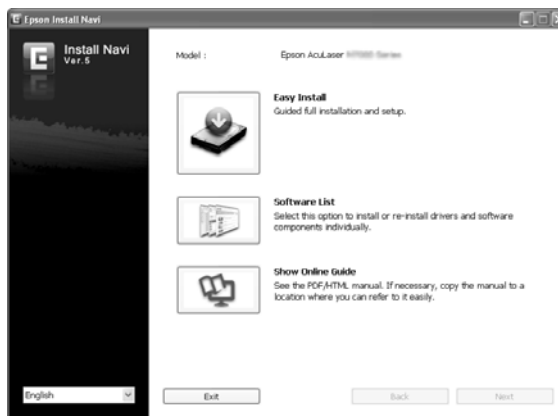 Epson Install Navi
Install Navi
Ver.5
Model :
Epson AcuLaser
Easy Install
Guided full installation and setup.
Software List
Select this option to install or re-install drivers and software
components individually.
Show Online Guide
See the PDF/HTML manual. If necessary, copy the manual to a
location where you can refer to it easily.
English
Exit
Back
Next